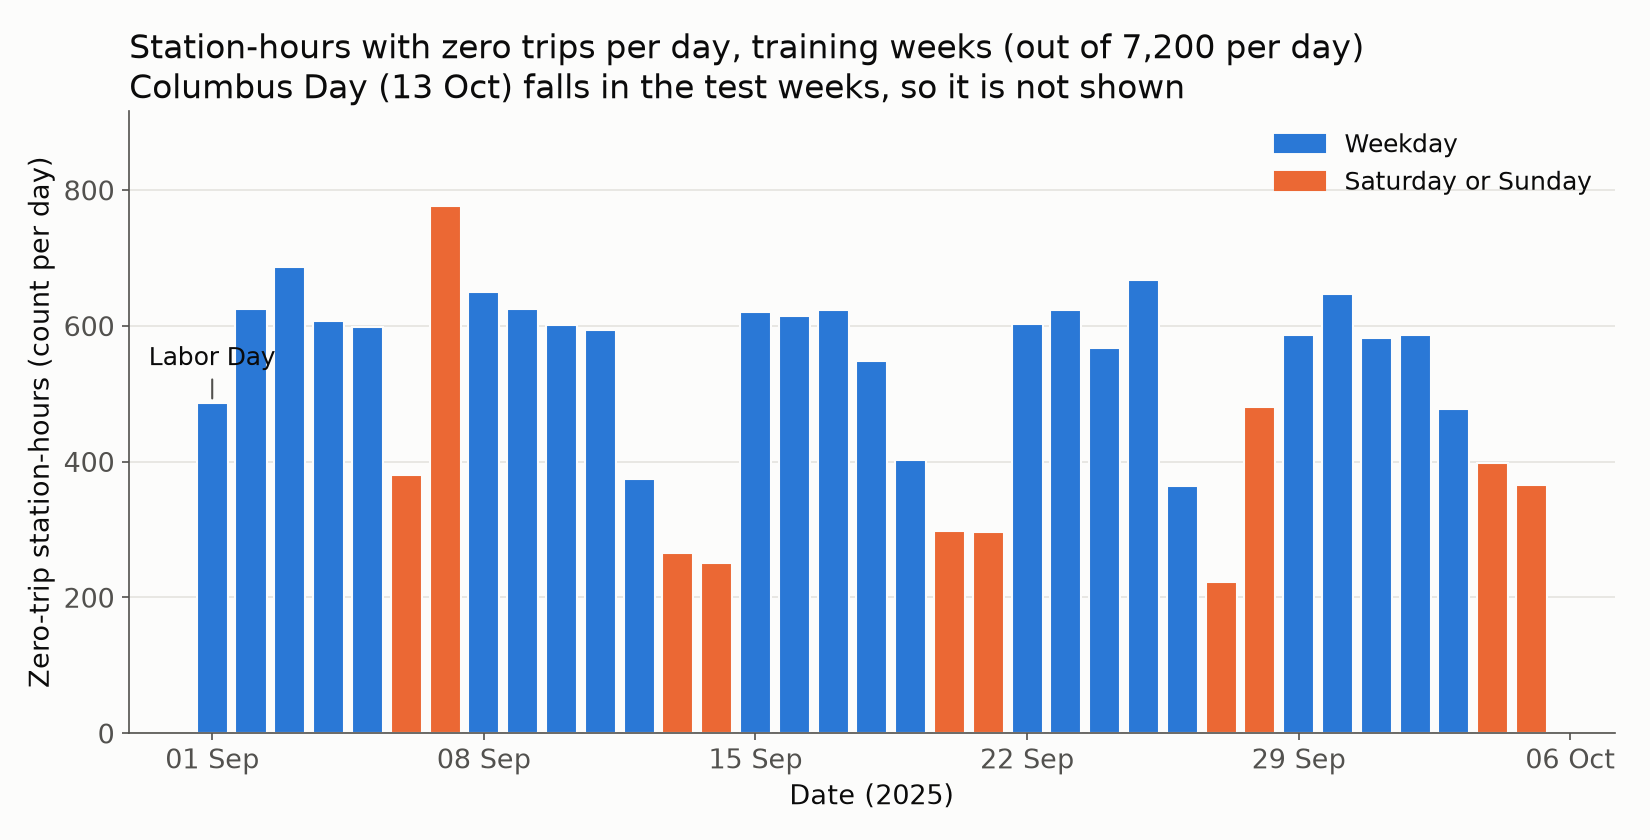 Station-hours with zero trips per day, training weeks (out of 7,200 per day)
Columbus Day (13 Oct) falls in the test weeks, so it is not shown
Weekday
Saturday or Sunday
Zero-trip station-hours (count per day)
800
600
400
200
0
Labor Day
01 Sep
08 Sep
15 Sep
22 Sep
29 Sep
06 Oct
Date (2025)